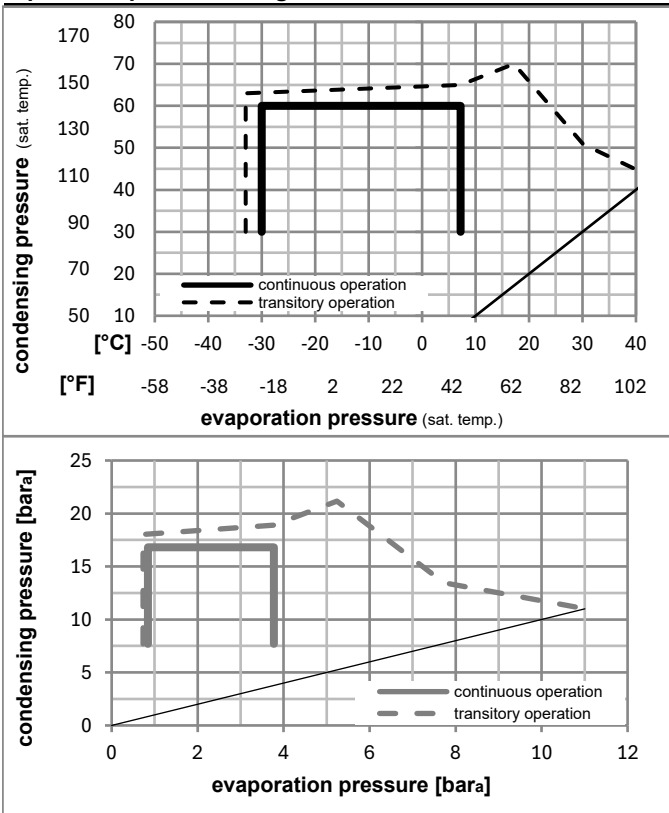 80
170
70
150
60
130
50
110
40
90
30
70
20
50
10
condensing pressure (sat. temp.)
continuous operation
transitory operation
[°C] -50 -40 -30 -20 -10 0 10 20 30 40
[°F] -58 -38 -18 2 22 42 62 82 102
evaporation pressure (sat. temp.)
25
20
15
10
5
0
condensing pressure [bara]
continuous operation
transitory operation
0 2 4 6 8 10 12
evaporation pressure [bara]